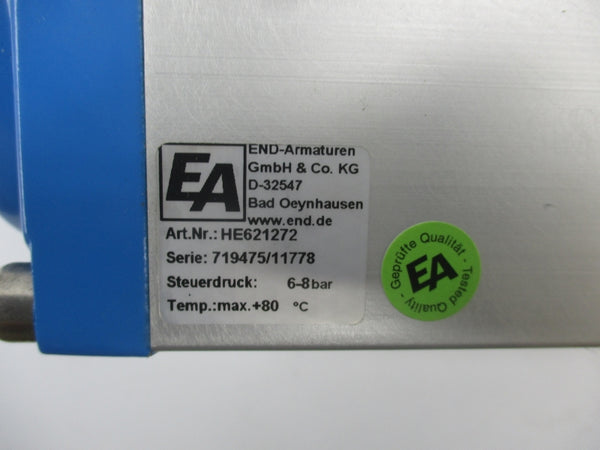 EA
END-Armaturen
GmbH & Co. KG
D-32547
Bad Oeynhausen
www.end.de
Art.Nr.: HE621272
Serie: 719475/11778
Steuerdruck: 6-8 bar
Temp.:max.+80 °C
Geprüfte Qualität -
EA
Tested Quality -